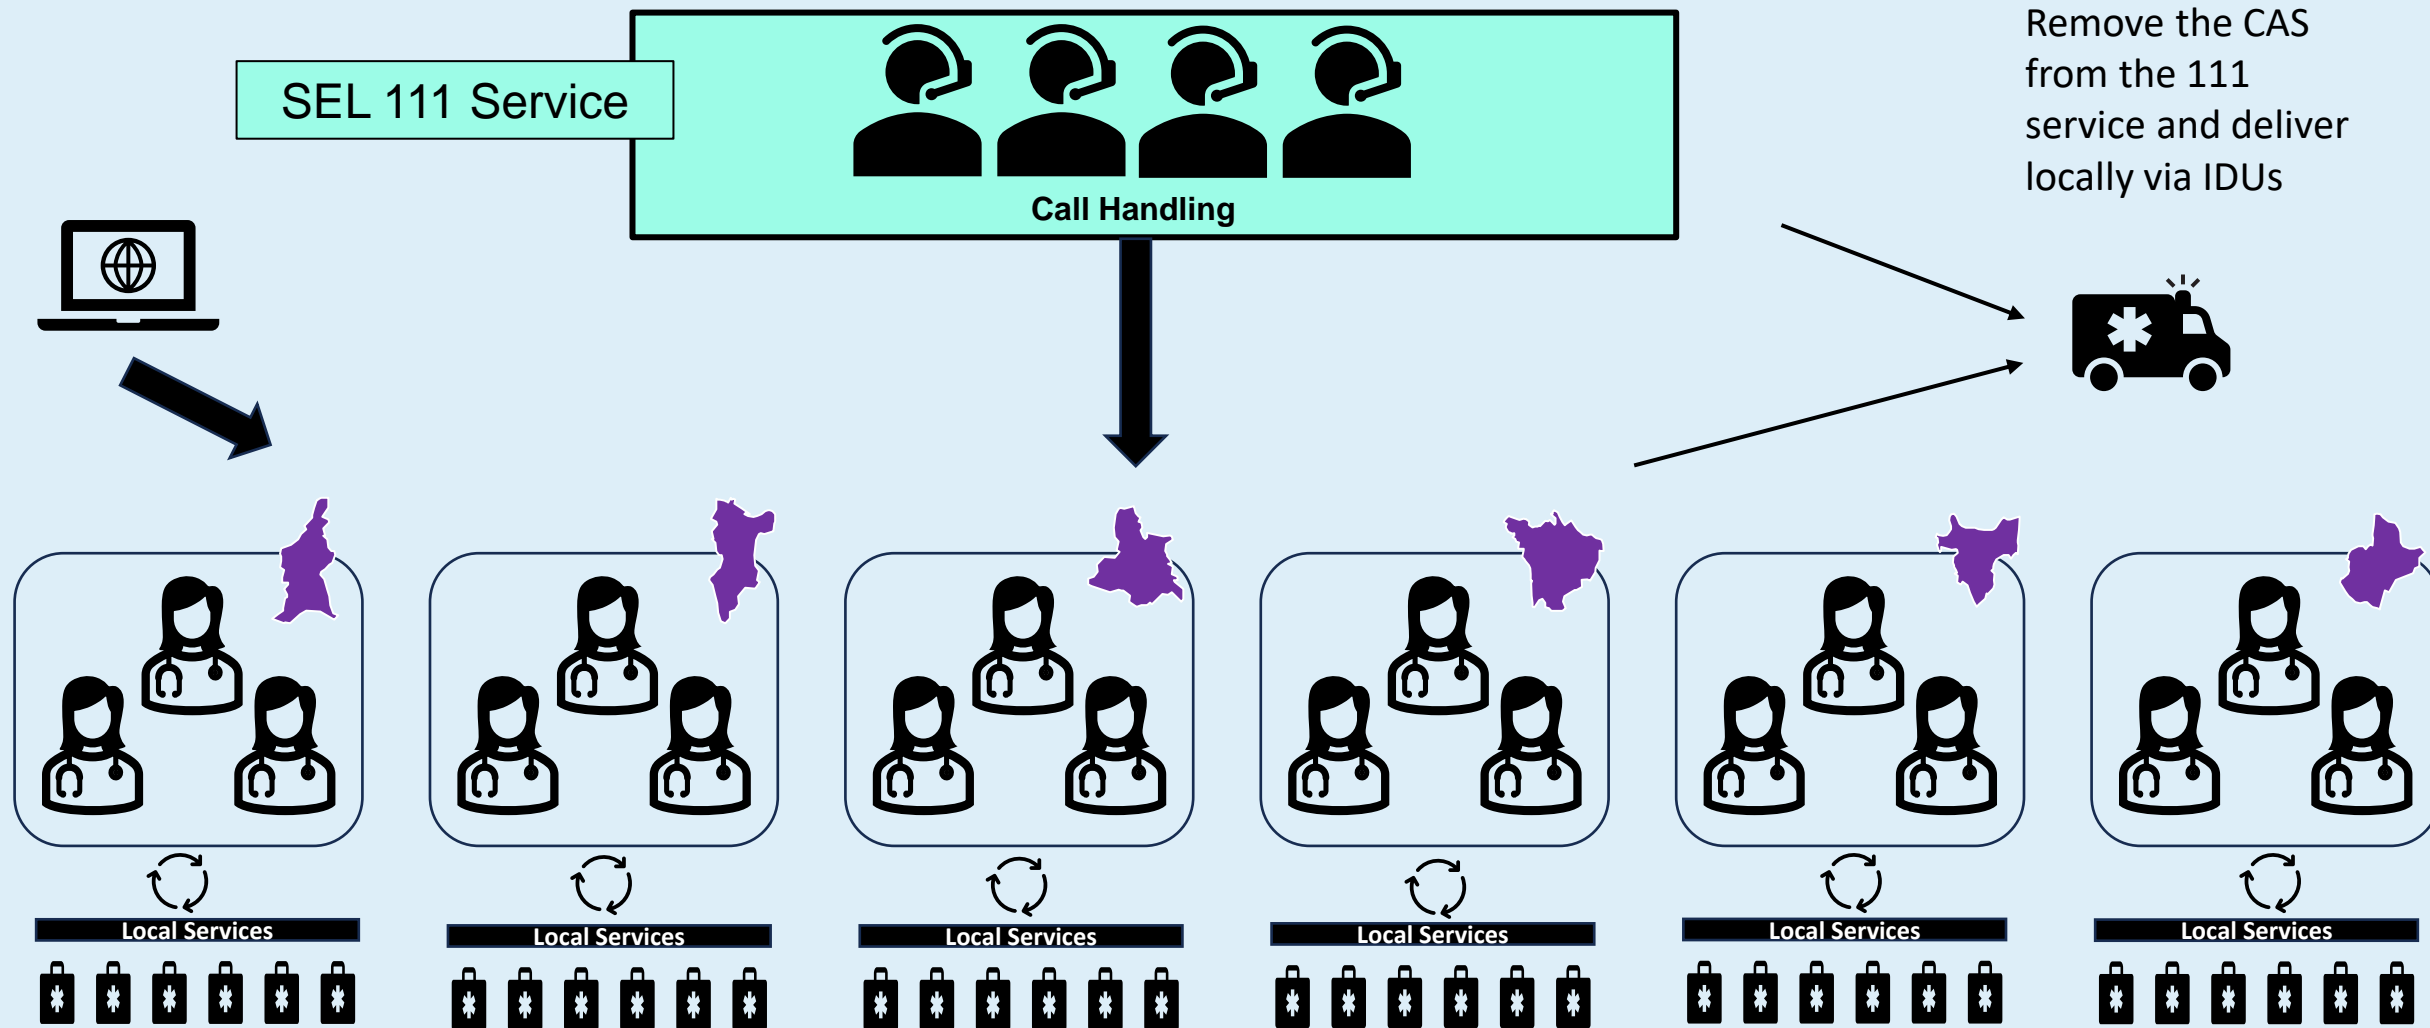 Remove the CAS
from the 111
service and deliver
locally via IDUs
SEL 111 Service
Call Handling
Local Services
Local Services
Local Services
Local Services
Local Services
Local Services